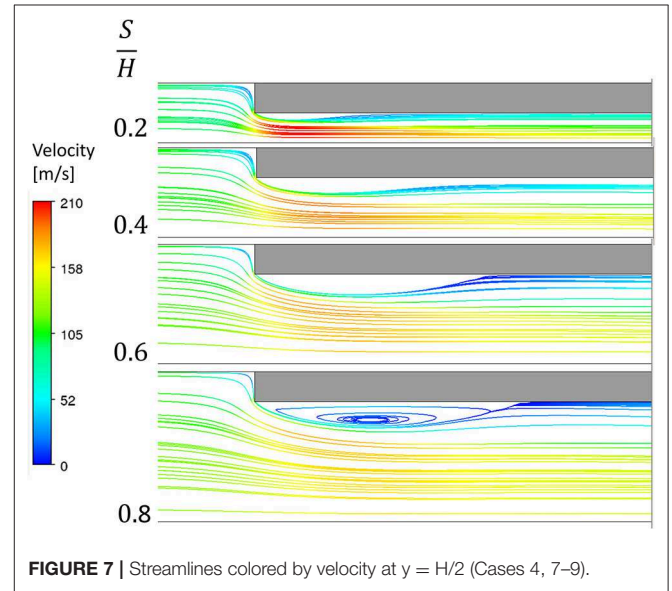 S
H
0.2
Velocity
[m/s]
210
158
105
52
0
0.4
0.6
0.8
FIGURE 7 | Streamlines colored by velocity at y = H/2 (Cases 4, 7–9).